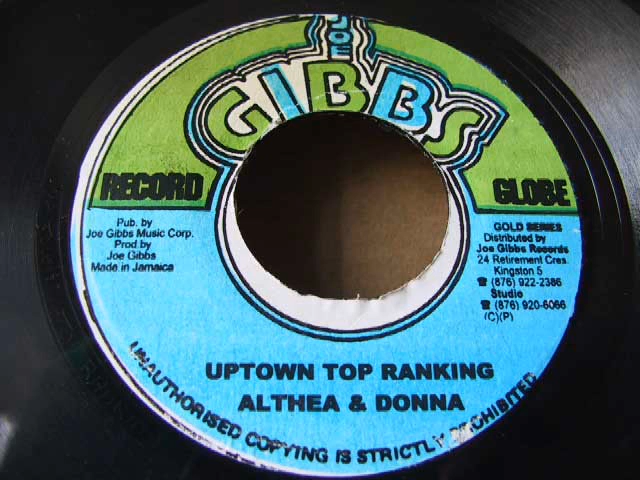 JOE
GIBBS
RECORD GLOBE
Pub. by
Joe Gibbs Music Corp.
Prod by
Joe Gibbs
Made in Jamaica
GOLD SERIES
Distributed by
Joe Gibbs Records
24 Retirement Cres.
Kingston 5
☎ (876) 922-2386
Studio
☎ (876) 920-6066
(C)(P)
UPTOWN TOP RANKING
ALTHEA & DONNA
UNAUTHORISED COPYING IS STRICTLY PROHIBITED